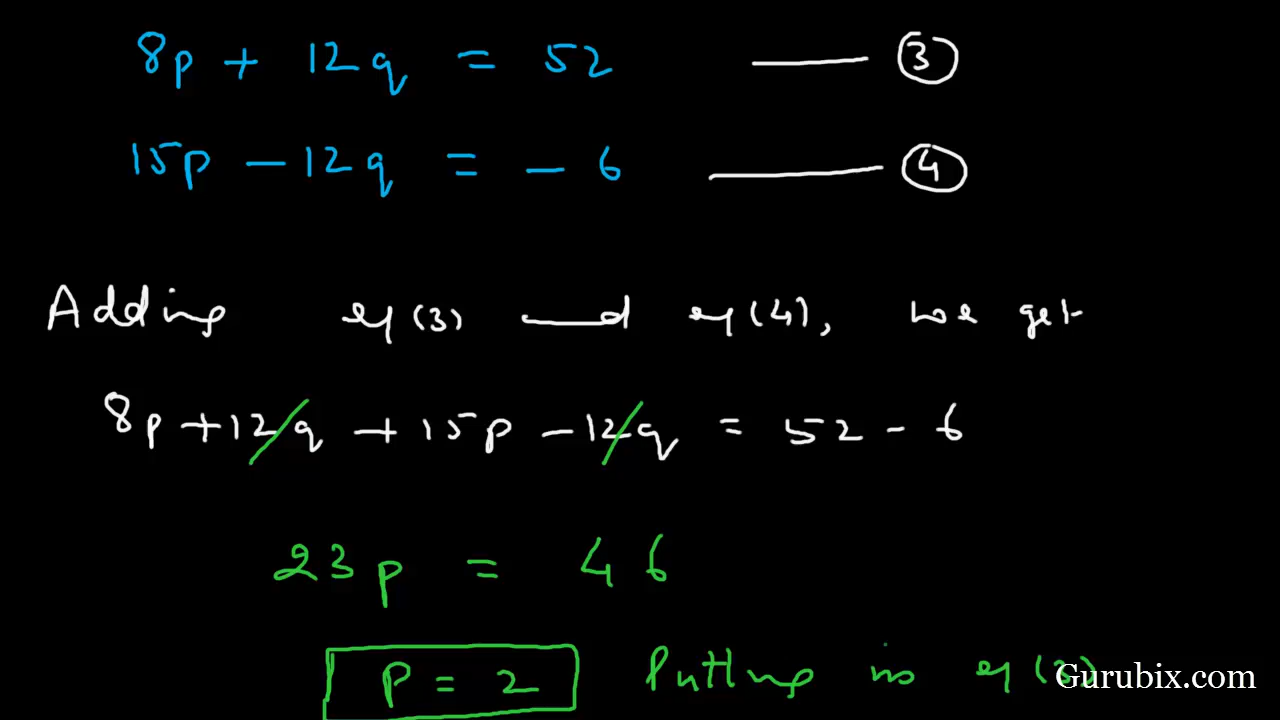 8p + 12q = 52 —— ③
15p - 12q = - 6 —— ④
Adding eq (3) and eq (4), we get
8p + 12q + 15p - 12q = 52 - 6
23p = 46
p = 2 Putting in eq (3)
Gurubix.com